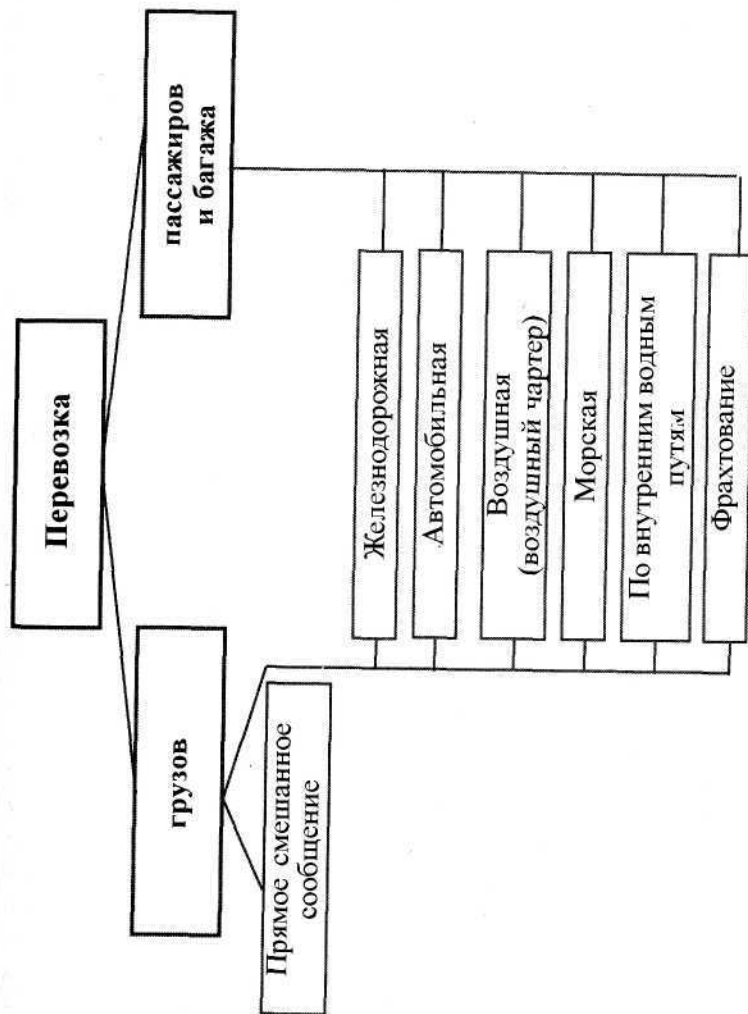 Перевозка
грузов
пассажиров
и багажа
Прямое смешанное
сообщение
Железнодорожная
Автомобильная
Воздушная
(воздушный чартер)
Морская
По внутренним водным
путям
Фрахтование